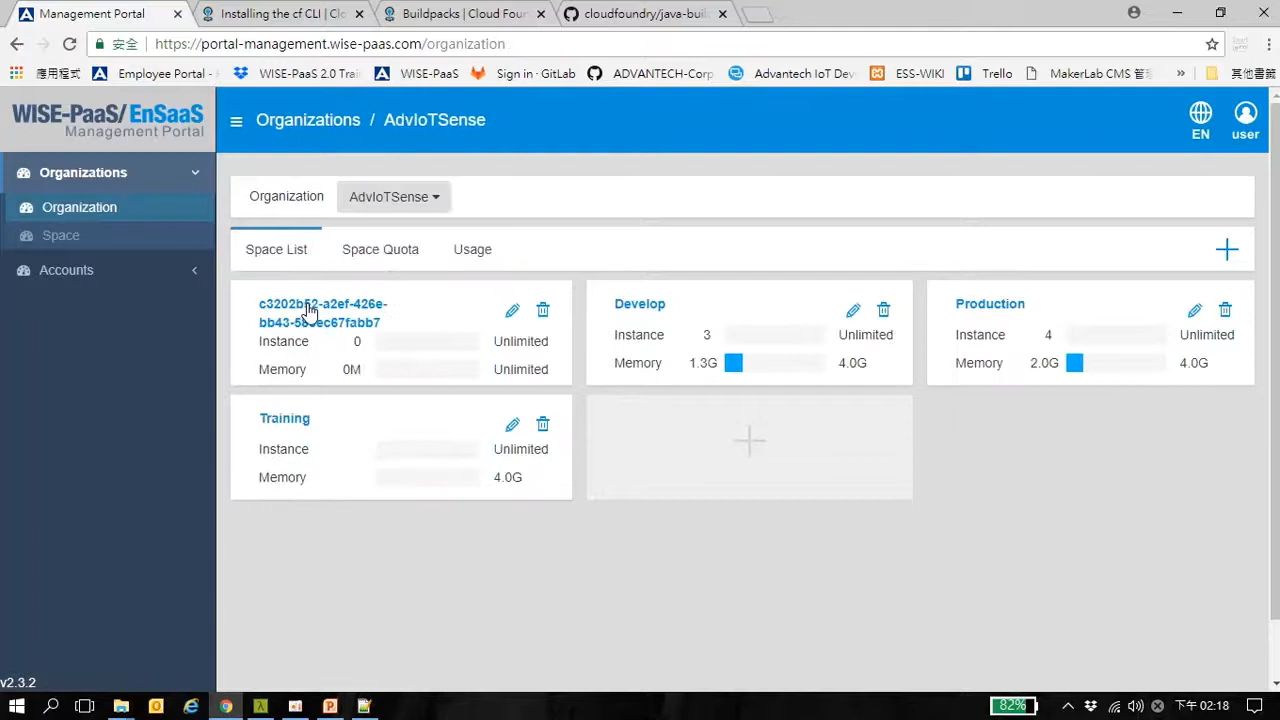 Management Portal
Installing the cf CLI | Clo
Buildpacks | Cloud Foun
cloudfoundry/java-buil
安全 https://portal-management.wise-paas.com/organization
應用程式
Employee Portal -
WISE-PaaS 2.0 Trai
WISE-PaaS
Sign in · GitLab
ADVANTECH-Corp
Advantech IoT Dev
ESS-WIKI
Trello
MakerLab CMS 管
»
其他書籤
WISE-PaaS/ EnSaaS
Management Portal
Organizations / AdvIoTSense
EN
user
Organizations
Organization
Space
Accounts
Organization AdvIoTSense
Space List Space Quota Usage
c3202b52-a2ef-426e-
Instance 0 Unlimited
Memory 0M Unlimited
Develop
Instance 3 Unlimited
Memory 1.3G 4.0G
Production
Instance 4 Unlimited
Memory 2.0G 4.0G
Training
Instance Unlimited
Memory 4.0G
v2.3.2
82%
下午 02:18